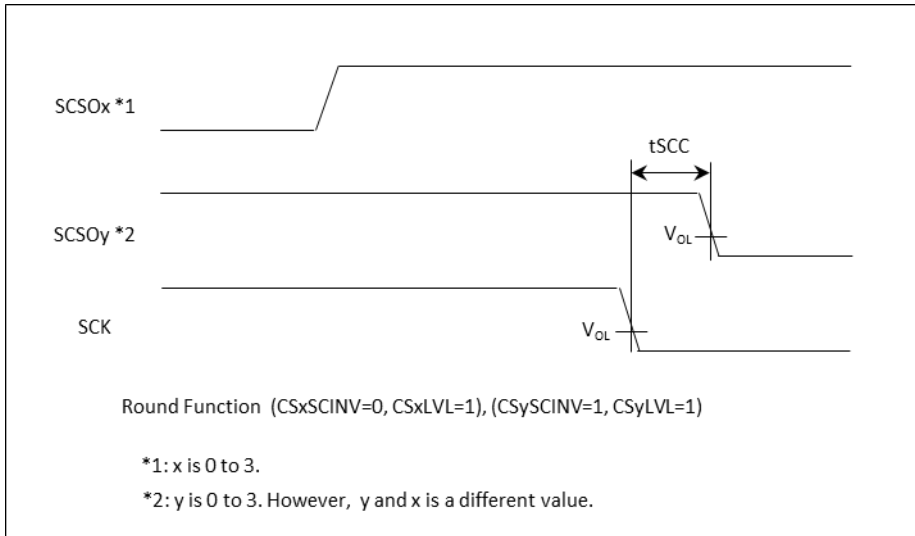 SCSOx *1
tSCC
SCSOy *2
VOL
SCK
VOL
Round Function (CSxSCINV=0, CSxLVL=1), (CSySCINV=1, CSyLVL=1)
*1: x is 0 to 3.
*2: y is 0 to 3. However, y and x is a different value.